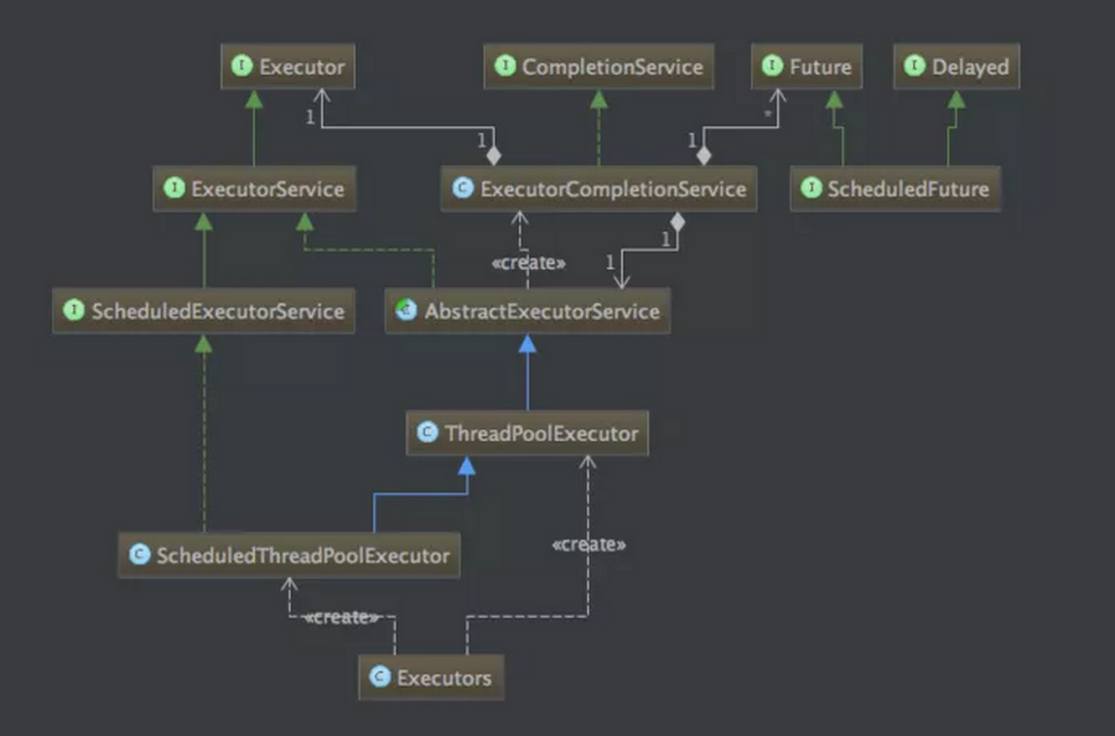 I Executor
I CompletionService
I Future
I Delayed
1
1
1
*
I ExecutorService
C ExecutorCompletionService
I ScheduledFuture
«create»
1
1
I ScheduledExecutorService
C AbstractExecutorService
C ThreadPoolExecutor
«create»
C ScheduledThreadPoolExecutor
«create»
C Executors